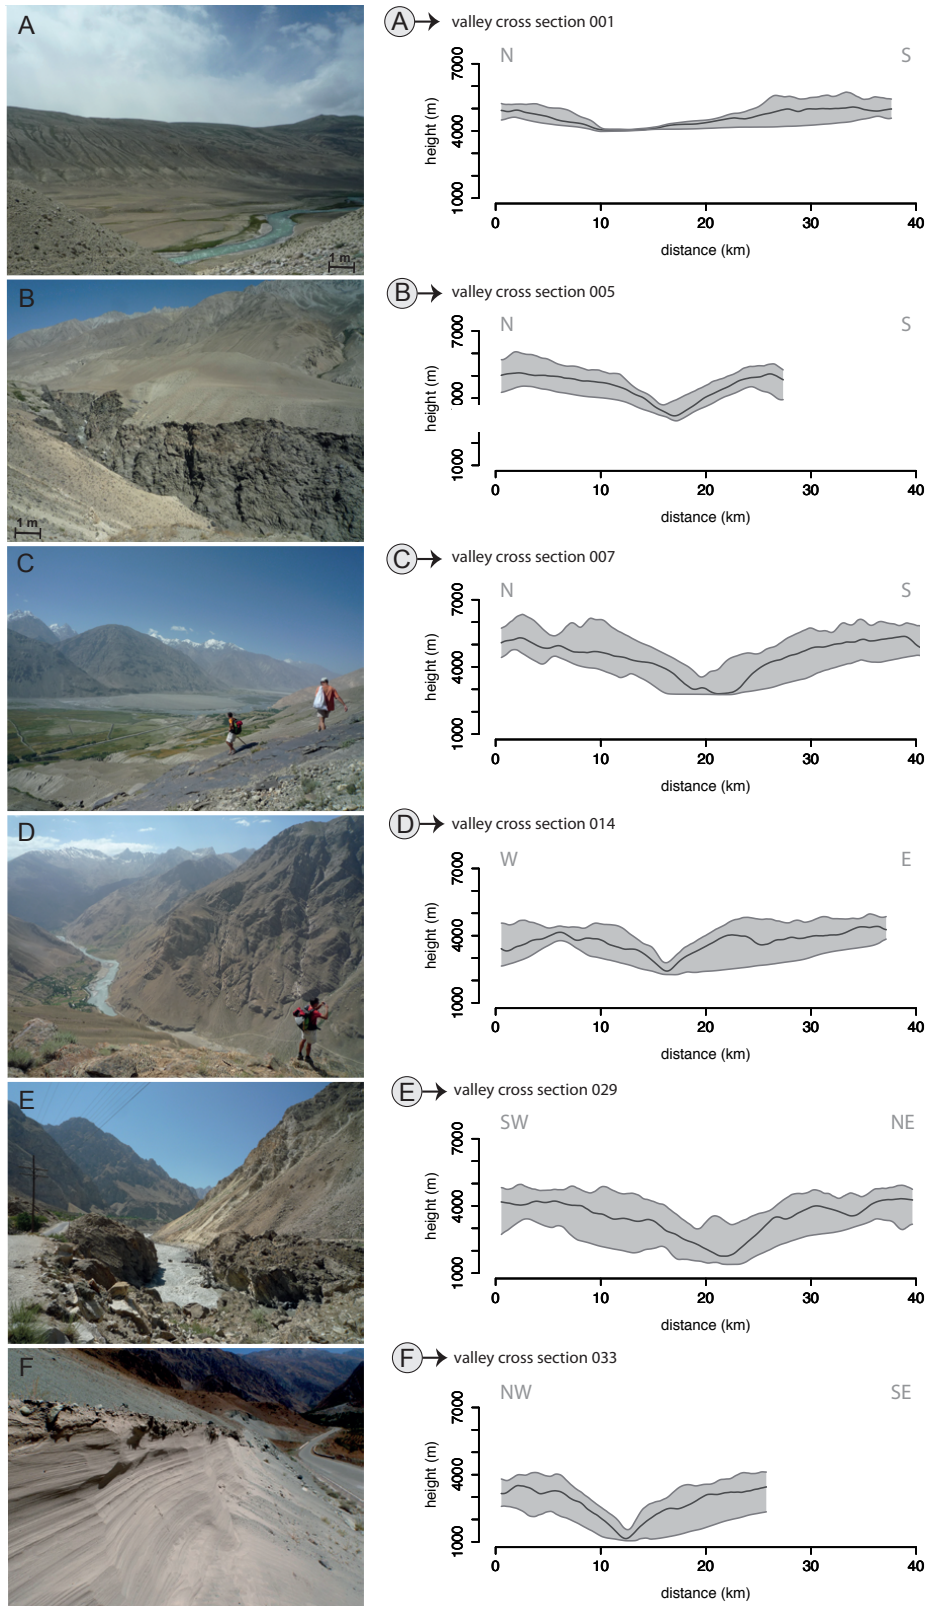 A
A → valley cross section 001
N
S
7000
4000
1000
height (m)
0 10 20 30 40
distance (km)
1 m
B
B → valley cross section 005
N
S
7000
000
1000
height (m)
0 10 20 30 40
distance (km)
1 m
C
C → valley cross section 007
N
S
7000
4000
1000
height (m)
0 10 20 30 40
distance (km)
D
D → valley cross section 014
W
E
7000
4000
1000
height (m)
0 10 20 30 40
distance (km)
E
E → valley cross section 029
SW
NE
7000
4000
1000
height (m)
0 10 20 30 40
distance (km)
F
F → valley cross section 033
NW
SE
7000
4000
1000
height (m)
0 10 20 30 40
distance (km)